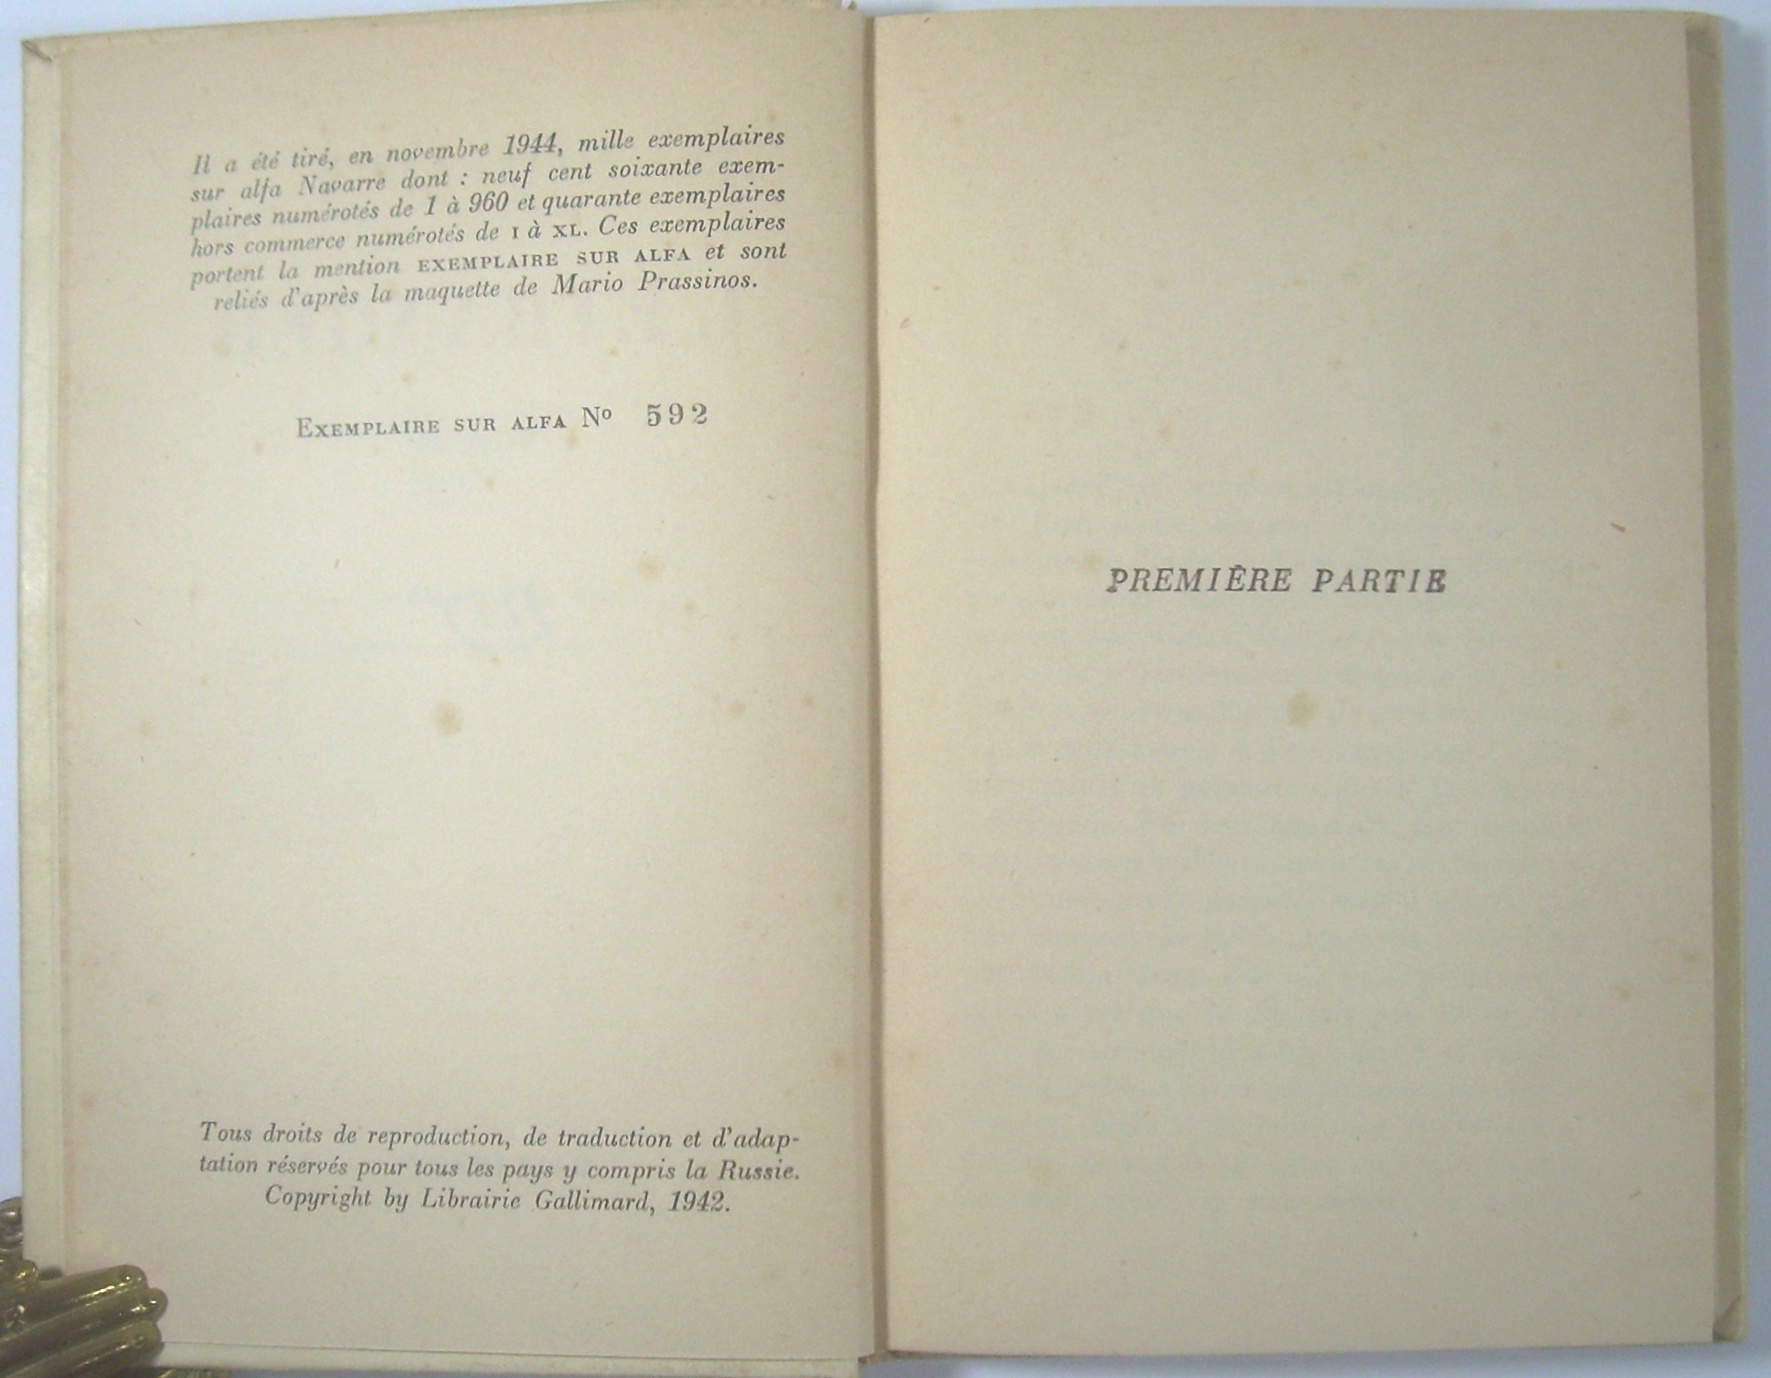 Il a été tiré, en novembre 1944, mille exemplaires
sur alfa Navarre dont : neuf cent soixante exem-
plaires numérotés de 1 à 960 et quarante exemplaires
hors commerce numérotés de I à XL. Ces exemplaires
portent la mention EXEMPLAIRE SUR ALFA et sont
reliés d'après la maquette de Mario Prassinos.
EXEMPLAIRE SUR ALFA Nº 592
Tous droits de reproduction, de traduction et d'adap-
tation réservés pour tous les pays y compris la Russie.
Copyright by Librairie Gallimard, 1942.
PREMIÈRE PARTIE